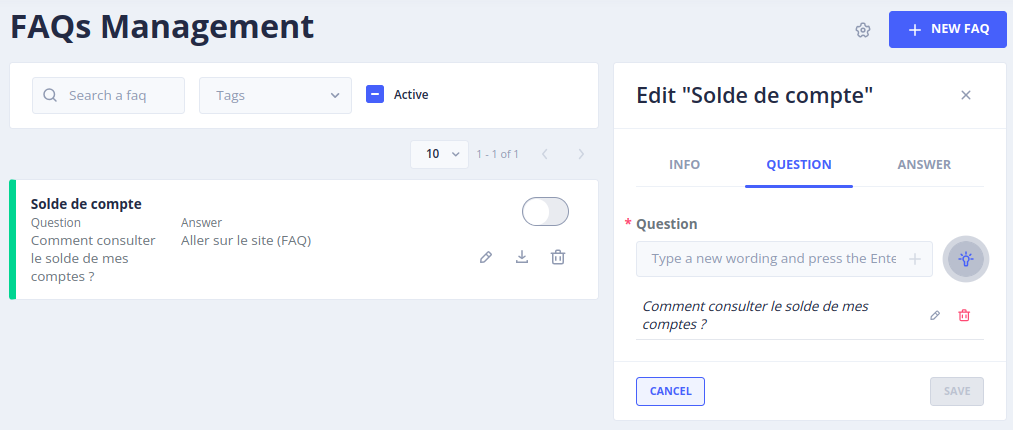 FAQs Management
NEW FAQ
Search a faq
Tags
Active
10
1 - 1 of 1
Solde de compte
Question
Answer
Comment consulter
le solde de mes
comptes ?
Aller sur le site (FAQ)
Edit "Solde de compte"
INFO
QUESTION
ANSWER
* Question
Type a new wording and press the Ente
Comment consulter le solde de mes
comptes ?
CANCEL
SAVE